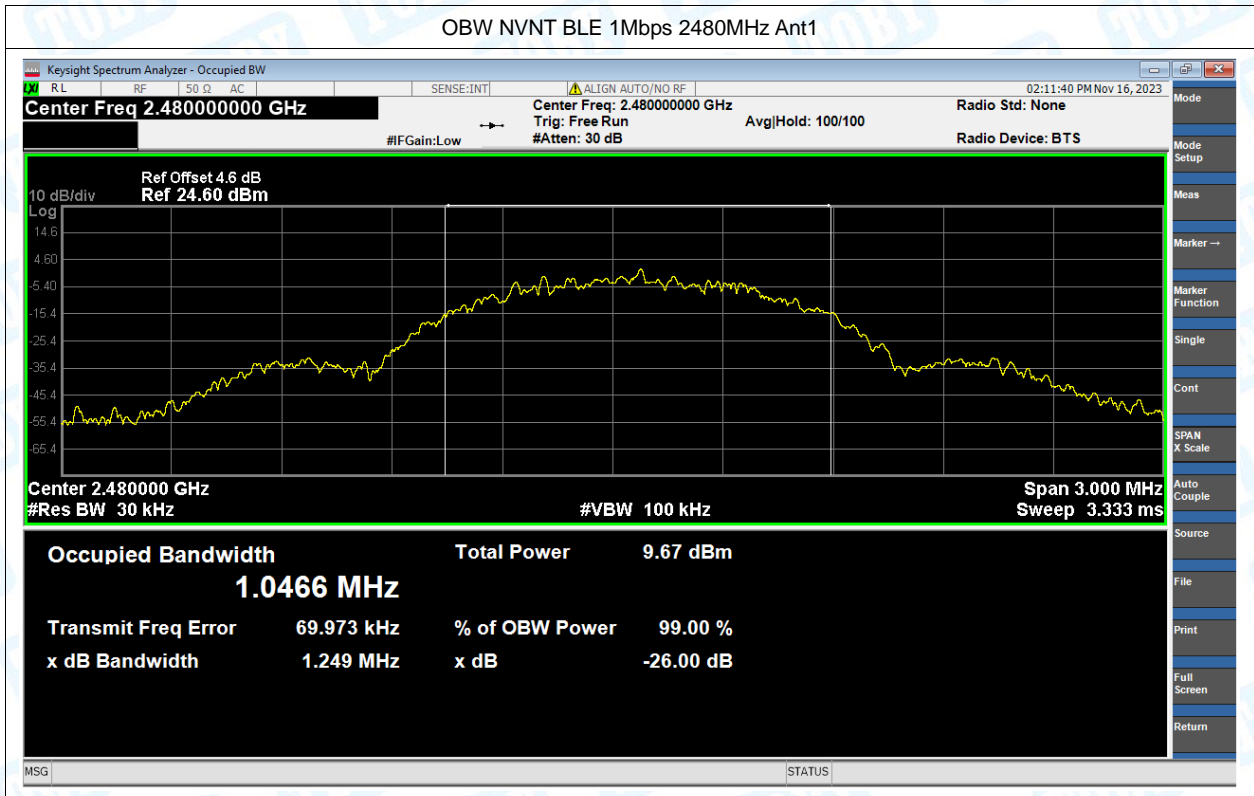 OBW NVNT BLE 1Mbps 2480MHz Ant1
Keysight Spectrum Analyzer - Occupied BW
LXI RL RF 50 Ω AC SENSE:INT ALIGN AUTO/NO RF 02:11:40 PM Nov 16, 2023
Center Freq 2.480000000 GHz
Center Freq: 2.480000000 GHz
Radio Std: None
Trig: Free Run
Avg|Hold: 100/100
#IFGain:Low
#Atten: 30 dB
Radio Device: BTS
Ref Offset 4.6 dB
10 dB/div Ref 24.60 dBm
Log
14.6
4.60
-5.40
-15.4
-25.4
-35.4
-45.4
-55.4
-65.4
Center 2.480000 GHz Span 3.000 MHz
#Res BW 30 kHz #VBW 100 kHz Sweep 3.333 ms
Occupied Bandwidth Total Power 9.67 dBm
1.0466 MHz
Transmit Freq Error 69.973 kHz % of OBW Power 99.00 %
x dB Bandwidth 1.249 MHz x dB -26.00 dB
MSG STATUS
Mode
Mode
Setup
Meas
Marker →
Marker
Function
Single
Cont
SPAN
X Scale
Auto
Couple
Source
File
Print
Full
Screen
Return
TOBY